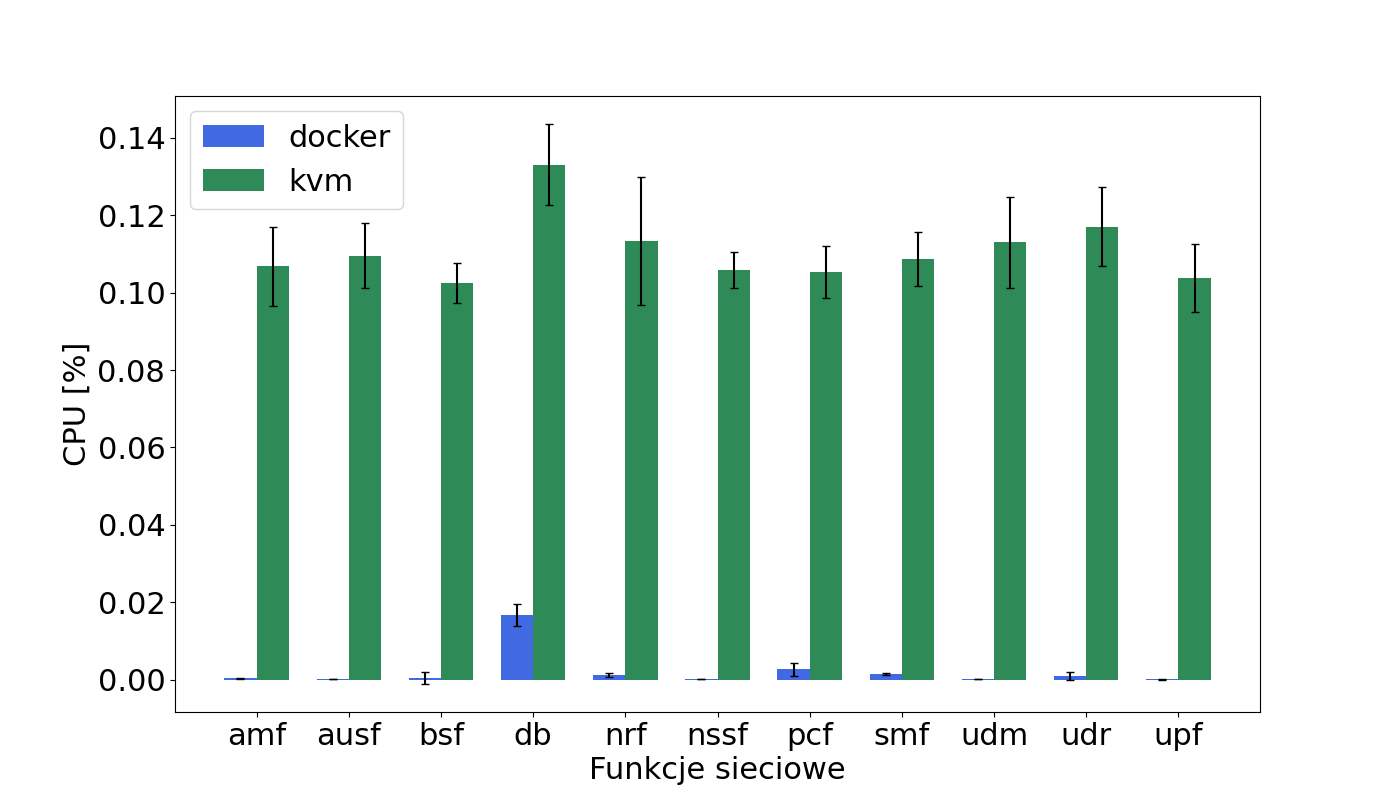 docker
kvm
0.14
0.12
0.10
0.08
0.06
0.04
0.02
0.00
CPU [%]
amf ausf bsf db nrf nssf pcf smf udm udr upf
Funkcje sieciowe